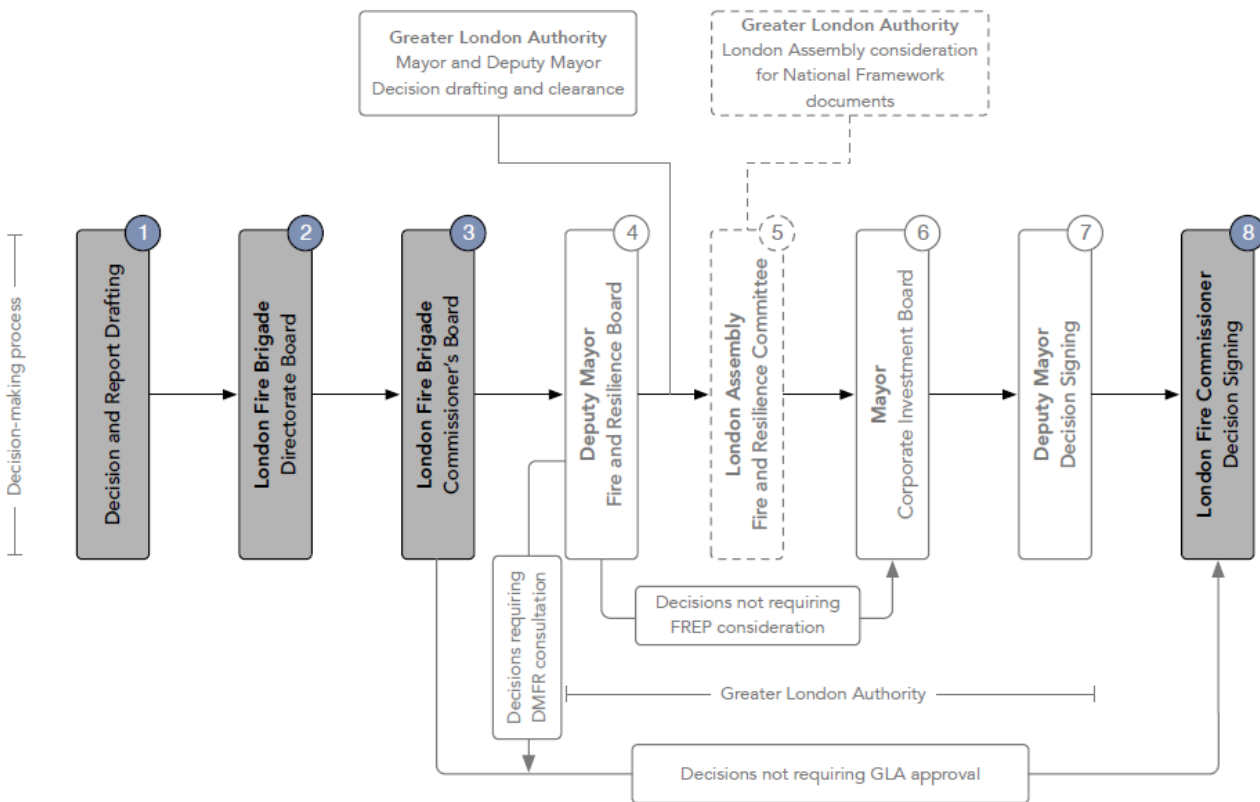 Greater London Authority
Mayor and Deputy Mayor
Decision drafting and clearance
Greater London Authority
London Assembly consideration
for National Framework
documents
Decision-making process
1
Decision and Report Drafting
2
London Fire Brigade
Directorate Board
3
London Fire Brigade
Commissioner's Board
4
Deputy Mayor
Fire and Resilience Board
5
London Assembly
Fire and Resilience Committee
6
Mayor
Corporate Investment Board
7
Deputy Mayor
Decision Signing
8
London Fire Commissioner
Decision Signing
Decisions requiring
DMFR consultation
Decisions not requiring
FREP consideration
Greater London Authority
Decisions not requiring GLA approval